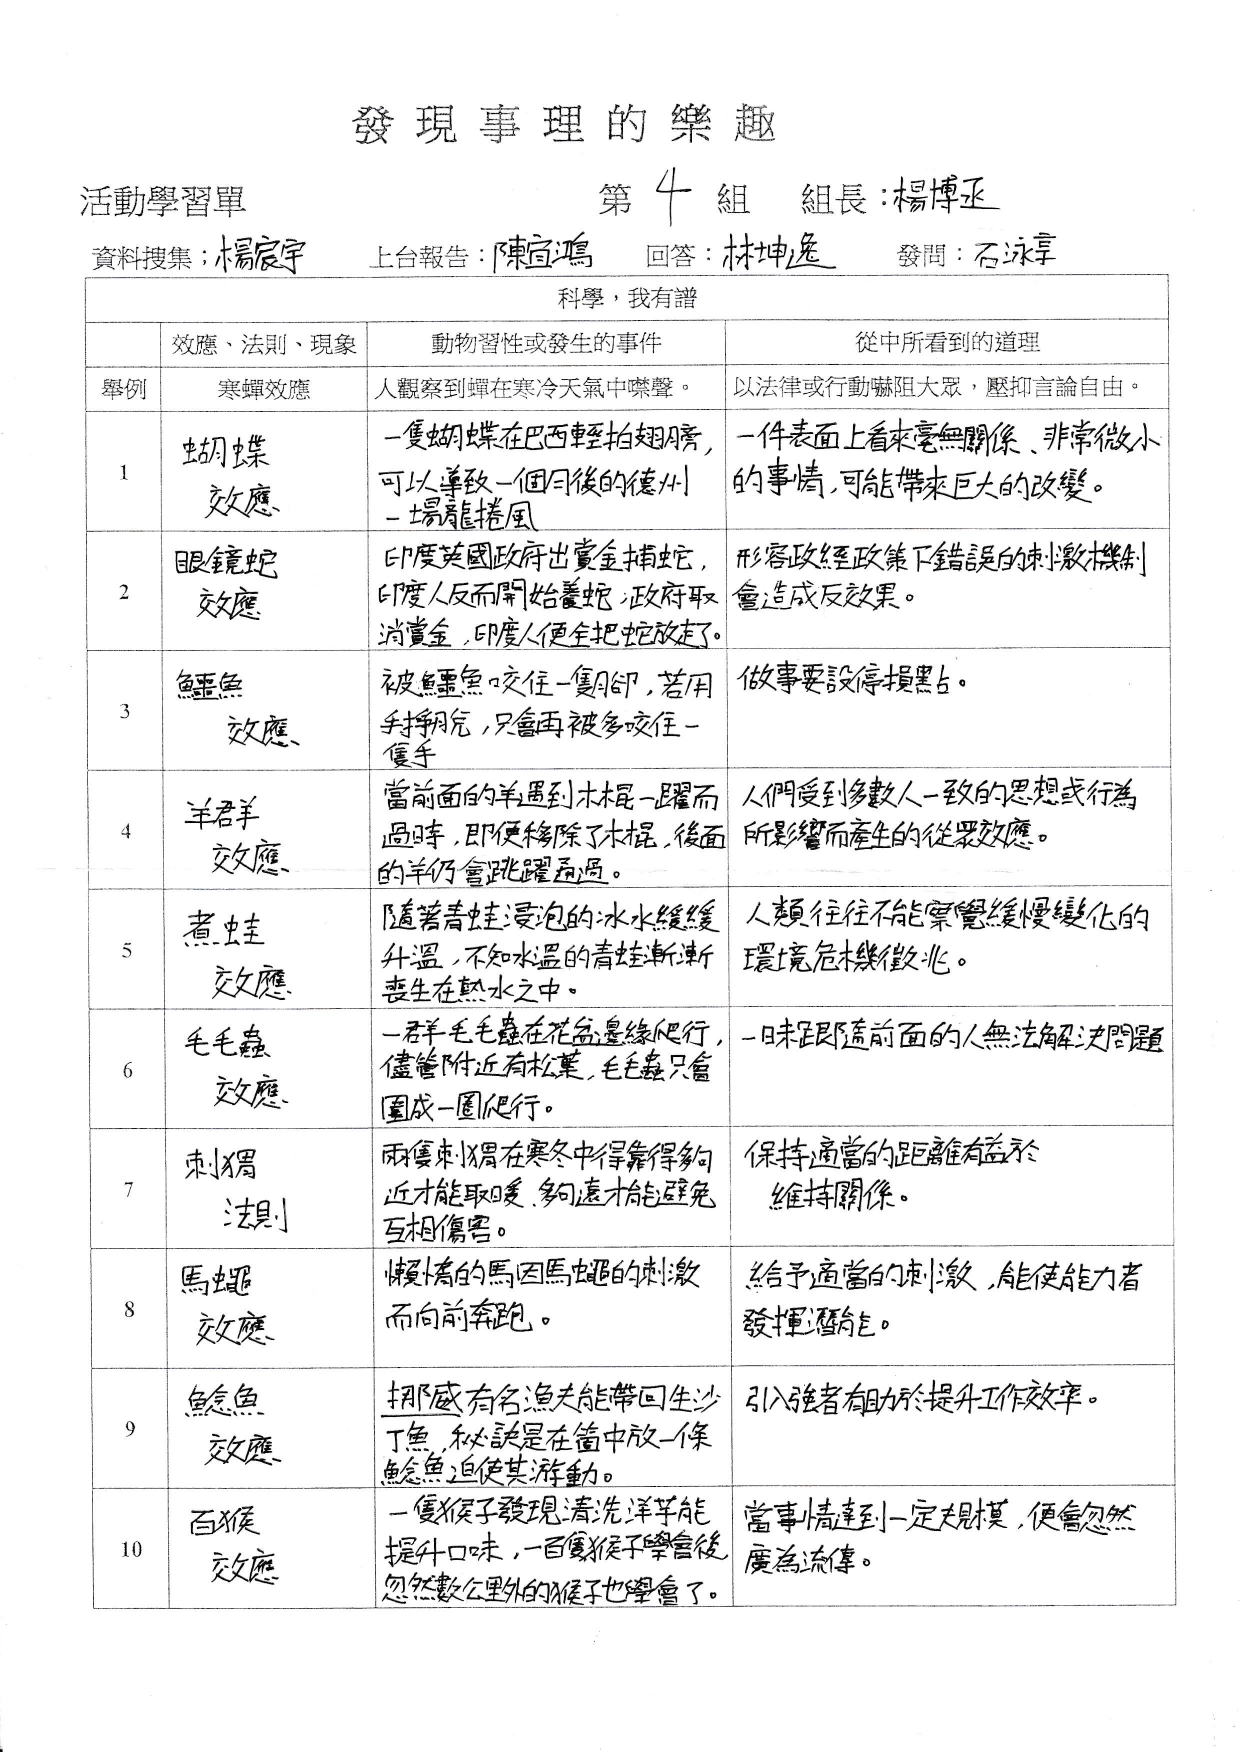 發現事理的樂趣
活動學習單 第 4 組 組長：楊博丞
資料搜集；楊宸宇 上台報告：陳宣鴻 回答：林坤逸 發問：石泳享
科學，我有譜
效應、法則、現象 動物習性或發生的事件 從中所看到的道理
舉例 寒蟬效應 人觀察到蟬在寒冷天氣中噤聲。 以法律或行動嚇阻大眾，壓抑言論自由。
1
蝴蝶
效應
一隻蝴蝶在巴西輕拍翅膀，
可以導致一個月後的德州
一場龍捲風
一件表面上看來毫無關係、非常微小
的事情，可能帶來巨大的改變。
2
眼鏡蛇
效應
印度英國政府出賞金捕蛇，
印度人反而開始養蛇；政府取
消賞金，印度人便全把蛇放走了。
形容政經政策下錯誤的刺激機制
會造成反效果。
3
鱷魚
效應
被鱷魚咬住一隻腳，若用
手掙脫，只會再被多咬住一
隻手
做事要設停損點。
4
羊群
效應
當前面的羊遇到木棍一躍而
過時，即便移除了木棍，後面
的羊仍會跳躍通過。
人們受到多數人一致的思想或行為
所影響而產生的從眾效應。
5
煮蛙
效應
隨著青蛙浸泡的冰水緩緩
升溫，不知水溫的青蛙漸漸
喪生在熱水之中。
人類往往不能察覺緩慢變化的
環境危機徵兆。
6
毛毛蟲
效應
一群毛毛蟲在花盆邊緣爬行，
儘管附近有松葉，毛毛蟲只會
圍成一圈爬行。
一昧跟隨前面的人無法解決問題
7
刺猬
法則
兩隻刺猬在寒冬中得靠得夠
近才能取暖、夠遠才能避免
互相傷害。
保持適當的距離有益於
維持關係。
8
馬蠅
效應
懶惰的馬因馬蠅的刺激
而向前奔跑。
給予適當的刺激，能使能力者
發揮潛能。
9
鯰魚
效應
挪威有名漁夫能帶回生沙
丁魚，秘訣是在箱中放一條
鯰魚迫使其游動。
引入強者有助於提升工作效率。
10
百猴
效應
一隻猴子發現清洗洋芋能
提升口味，一百隻猴子學會後
忽然數公里外的猴子也學會了。
當事情達到一定規模，便會忽然
廣為流傳。